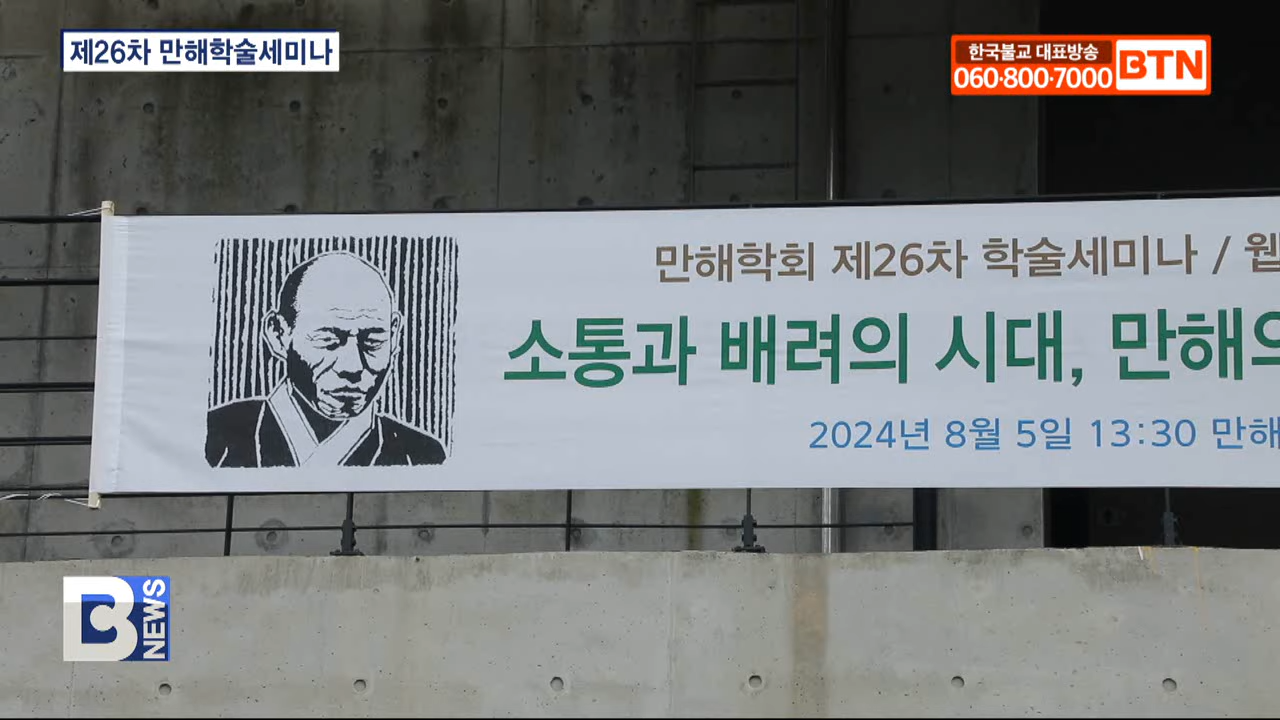 제26차 만해학술세미나
한국불교 대표방송
060·800·7000
BTN
만해학회 제26차 학술세미나 / 웹
소통과 배려의 시대, 만해의
2024년 8월 5일 13:30 만해
B NEWS